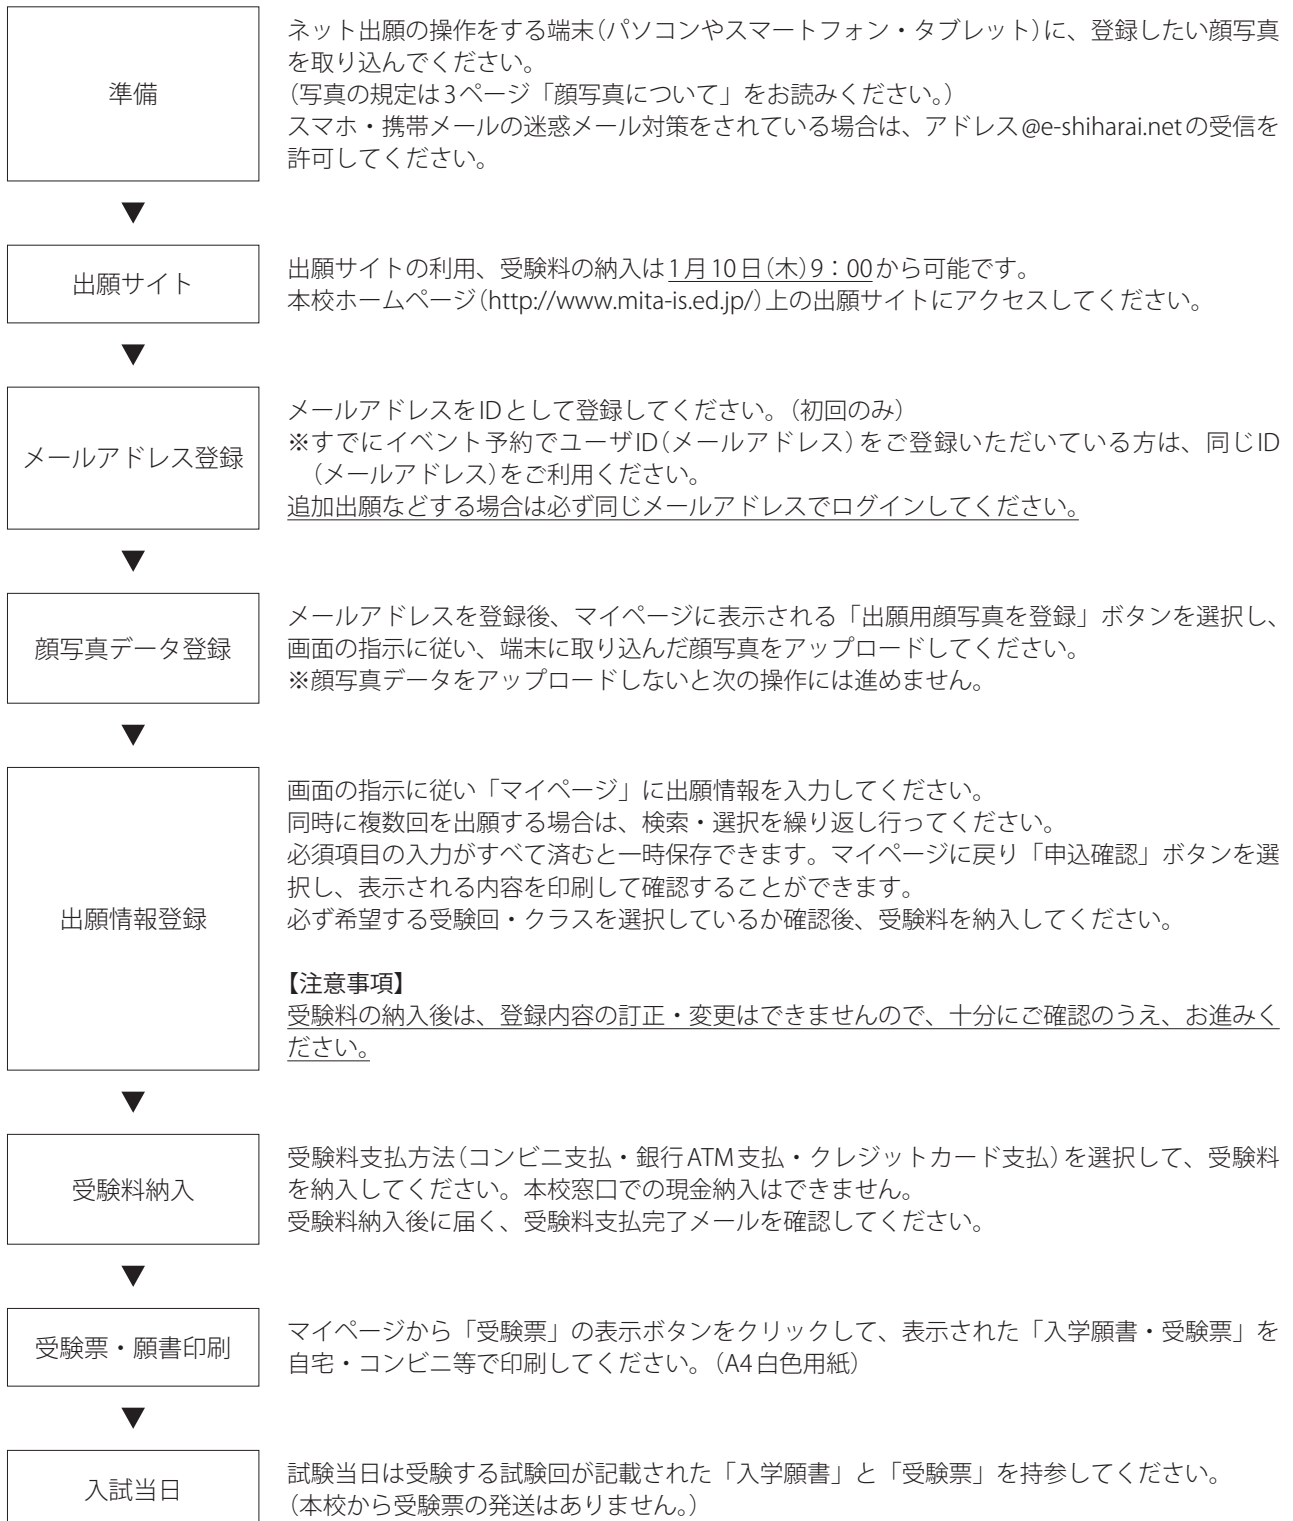 準備
ネット出願の操作をする端末（パソコンやスマートフォン・タブレット）に、登録したい顔写真
を取り込んでください。
（写真の規定は3ページ「顔写真について」をお読みください。）
スマホ・携帯メールの迷惑メール対策をされている場合は、アドレス@e-shiharai.netの受信を
許可してください。
▼
出願サイト
出願サイトの利用、受験料の納入は1月10日（木）9：00から可能です。
本校ホームページ（http://www.mita-is.ed.jp/）上の出願サイトにアクセスしてください。
▼
メールアドレス登録
メールアドレスをIDとして登録してください。（初回のみ）
※すでにイベント予約でユーザID（メールアドレス）をご登録いただいている方は、同じID
（メールアドレス）をご利用ください。
追加出願などする場合は必ず同じメールアドレスでログインしてください。
▼
顔写真データ登録
メールアドレスを登録後、マイページに表示される「出願用顔写真を登録」ボタンを選択し、
画面の指示に従い、端末に取り込んだ顔写真をアップロードしてください。
※顔写真データをアップロードしないと次の操作には進めません。
▼
出願情報登録
画面の指示に従い「マイページ」に出願情報を入力してください。
同時に複数回を出願する場合は、検索・選択を繰り返し行ってください。
必須項目の入力がすべて済むと一時保存できます。マイページに戻り「申込確認」ボタンを選
択し、表示される内容を印刷して確認することができます。
必ず希望する受験回・クラスを選択しているか確認後、受験料を納入してください。
【注意事項】
受験料の納入後は、登録内容の訂正・変更はできませんので、十分にご確認のうえ、お進みく
ださい。
▼
受験料納入
受験料支払方法（コンビニ支払・銀行ATM支払・クレジットカード支払）を選択して、受験料
を納入してください。本校窓口での現金納入はできません。
受験料納入後に届く、受験料支払完了メールを確認してください。
▼
受験票・願書印刷
マイページから「受験票」の表示ボタンをクリックして、表示された「入学願書・受験票」を
自宅・コンビニ等で印刷してください。（A4白色用紙）
▼
入試当日
試験当日は受験する試験回が記載された「入学願書」と「受験票」を持参してください。
（本校から受験票の発送はありません。）